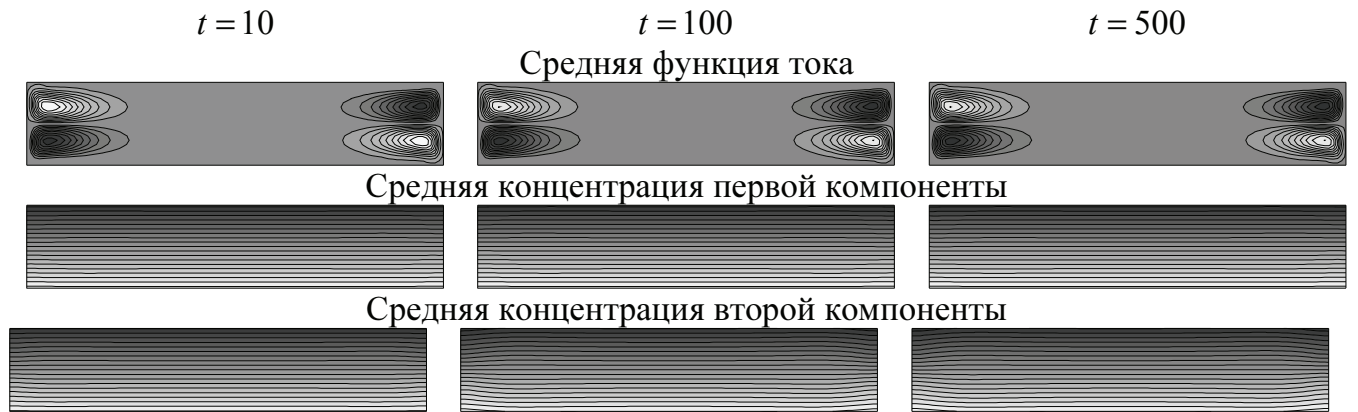 t = 10 t = 100 t = 500
Средняя функция тока
Средняя концентрация первой компоненты
Средняя концентрация второй компоненты